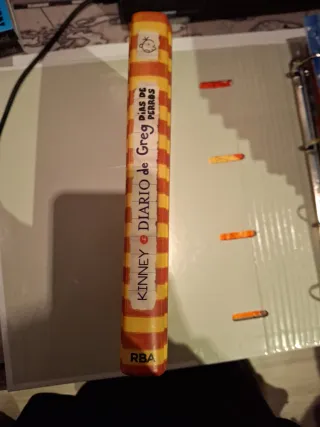 KINNEY e DIARIO de Greg
DÍAS DE
PERROS
RBA